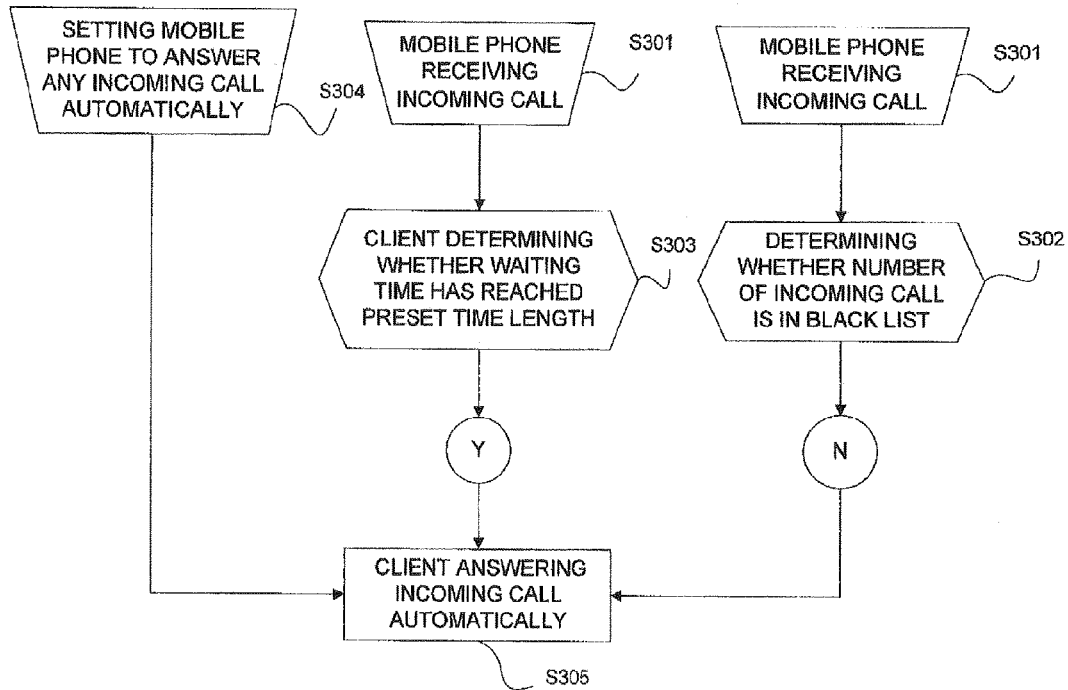 SETTING MOBILE
PHONE TO ANSWER
ANY INCOMING CALL
AUTOMATICALLY
S304
MOBILE PHONE
RECEIVING
INCOMING CALL
S301
MOBILE PHONE
RECEIVING
INCOMING CALL
S301
CLIENT DETERMINING
WHETHER WAITING
TIME HAS REACHED
PRESET TIME LENGTH
S303
DETERMINING
WHETHER NUMBER
OF INCOMING CALL
IS IN BLACK LIST
S302
Y
N
CLIENT ANSWERING
INCOMING CALL
AUTOMATICALLY
S305